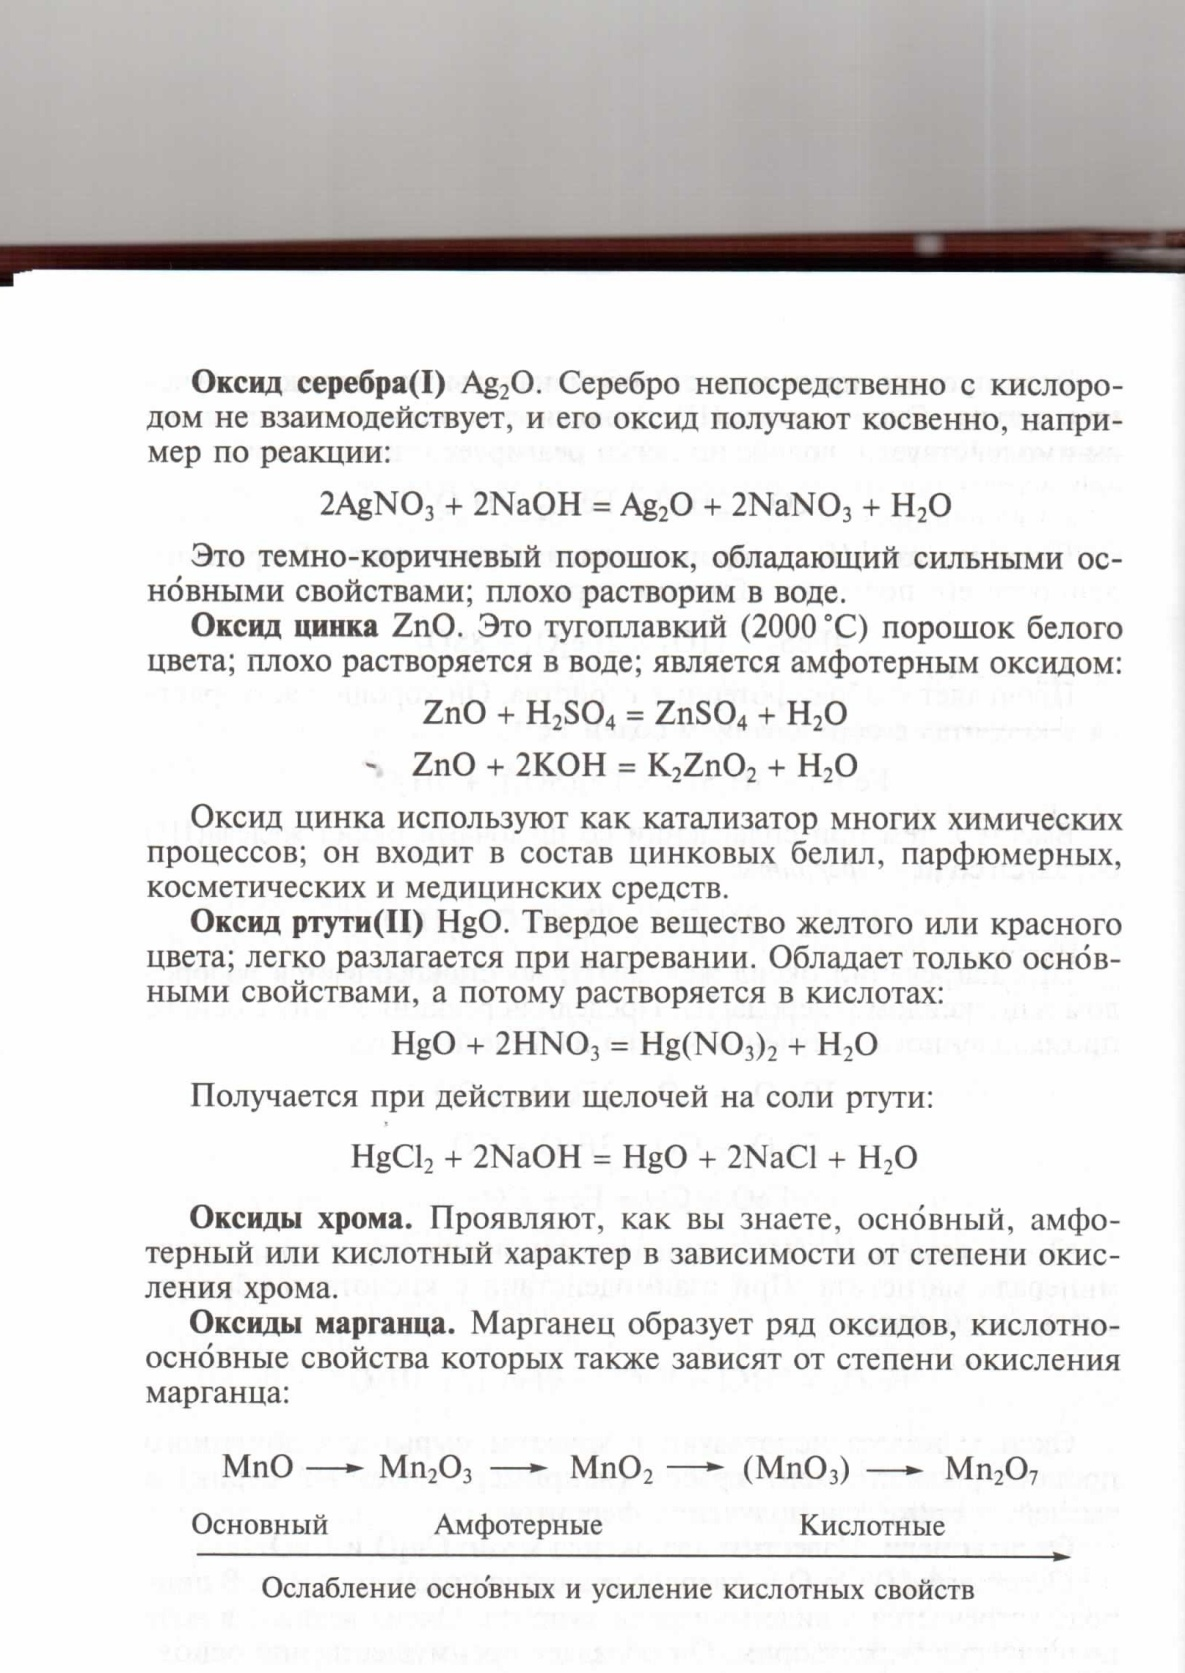 Оксид серебра(I) Ag₂O. Серебро непосредственно с кислоро-
дом не взаимодействует, и его оксид получают косвенно, напри-
мер по реакции:
2AgNO₃ + 2NaOH = Ag₂O + 2NaNO₃ + H₂O
Это темно-коричневый порошок, обладающий сильными ос-
но́вными свойствами; плохо растворим в воде.
Оксид цинка ZnO. Это тугоплавкий (2000 °С) порошок белого
цвета; плохо растворяется в воде; является амфотерным оксидом:
ZnO + H₂SO₄ = ZnSO₄ + H₂O
ZnO + 2KOH = K₂ZnO₂ + H₂O
Оксид цинка используют как катализатор многих химических
процессов; он входит в состав цинковых белил, парфюмерных,
косметических и медицинских средств.
Оксид ртути(II) HgO. Твердое вещество желтого или красного
цвета; легко разлагается при нагревании. Обладает только осно́в-
ными свойствами, а потому растворяется в кислотах:
HgO + 2HNO₃ = Hg(NO₃)₂ + H₂O
Получается при действии щелочей на соли ртути:
HgCl₂ + 2NaOH = HgO + 2NaCl + H₂O
Оксиды хрома. Проявляют, как вы знаете, осно́вный, амфо-
терный или кислотный характер в зависимости от степени окис-
ления хрома.
Оксиды марганца. Марганец образует ряд оксидов, кислотно-
осно́вные свойства которых также зависят от степени окисления
марганца:
MnO → Mn₂O₃ → MnO₂ → (MnO₃) → Mn₂O₇
Основный Амфотерные Кислотные
Ослабление осно́вных и усиление кислотных свойств